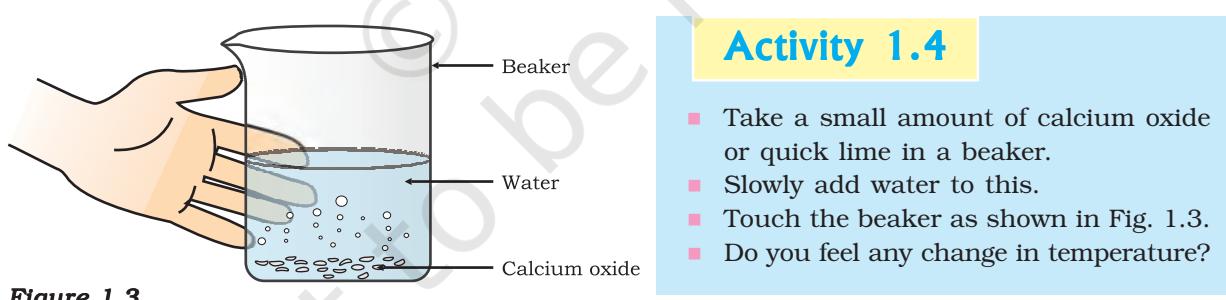 Beaker
Water
Calcium oxide
Figure 1.3
Activity 1.4
Take a small amount of calcium oxide
or quick lime in a beaker.
Slowly add water to this.
Touch the beaker as shown in Fig. 1.3.
Do you feel any change in temperature?
©
to be